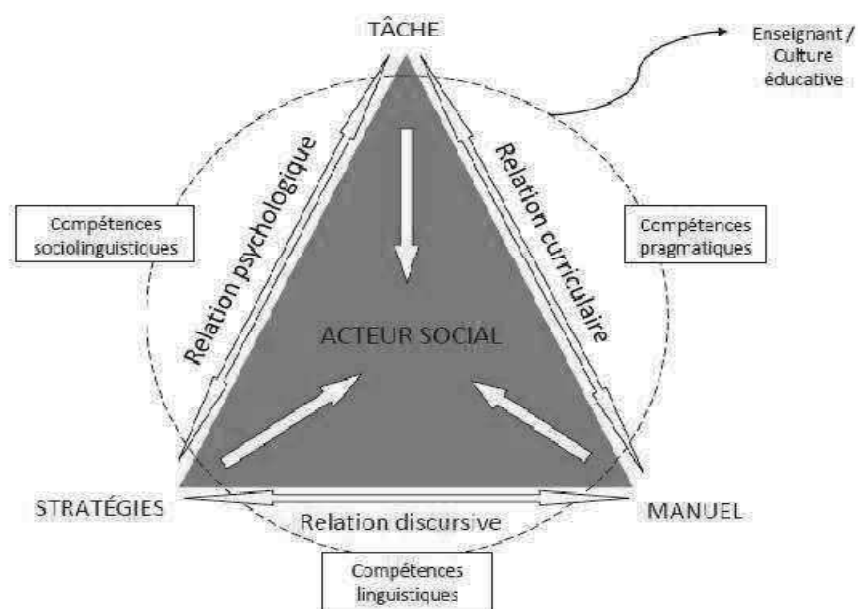 TÂCHE
Enseignant /
Culture
éducative
Relation psychologique
Relation curriculaire
Compétences
sociolinguistiques
Compétences
pragmatiques
ACTEUR SOCIAL
STRATÉGIES
MANUEL
Relation discursive
Compétences
linguistiques